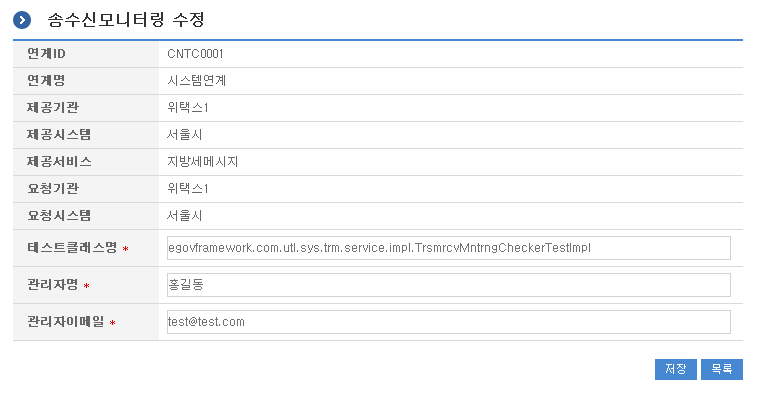 송수신모니터링 수정
연계ID CNTC0001
연계명 시스템연계
제공기관 위택스1
제공시스템 서울시
제공서비스 지방세메시지
요청기관 위택스1
요청시스템 서울시
테스트클래스명 * egovframework.com.utl.sys.trm.service.impl.TrsmrcvMntrngCheckerTestImpl
관리자명 * 홍길동
관리자이메일 * test@test.com
저장 목록